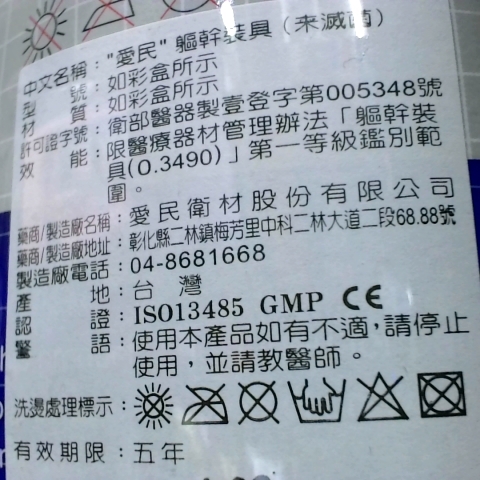 中文名稱："愛民" 軀幹裝具 (未滅菌)
型　　號：如彩盒所示
材　　質：如彩盒所示
許可證字號：衛部醫器製壹登字第005348號
效　　能：限醫療器材管理辦法「軀幹裝
具(O.3490)」第一等級鑑別範
圍。
藥商/製造廠名稱：愛民衛材股份有限公司
藥商/製造廠地址：彰化縣二林鎮梅芳里中科二林大道二段68.88號
製造廠電話：04-8681668
產　　地：台　灣
認　　證：ISO13485 GMP CE
警　　語：使用本產品如有不適，請停止
使用，並請教醫師。
洗燙處理標示：
有效期限：五年